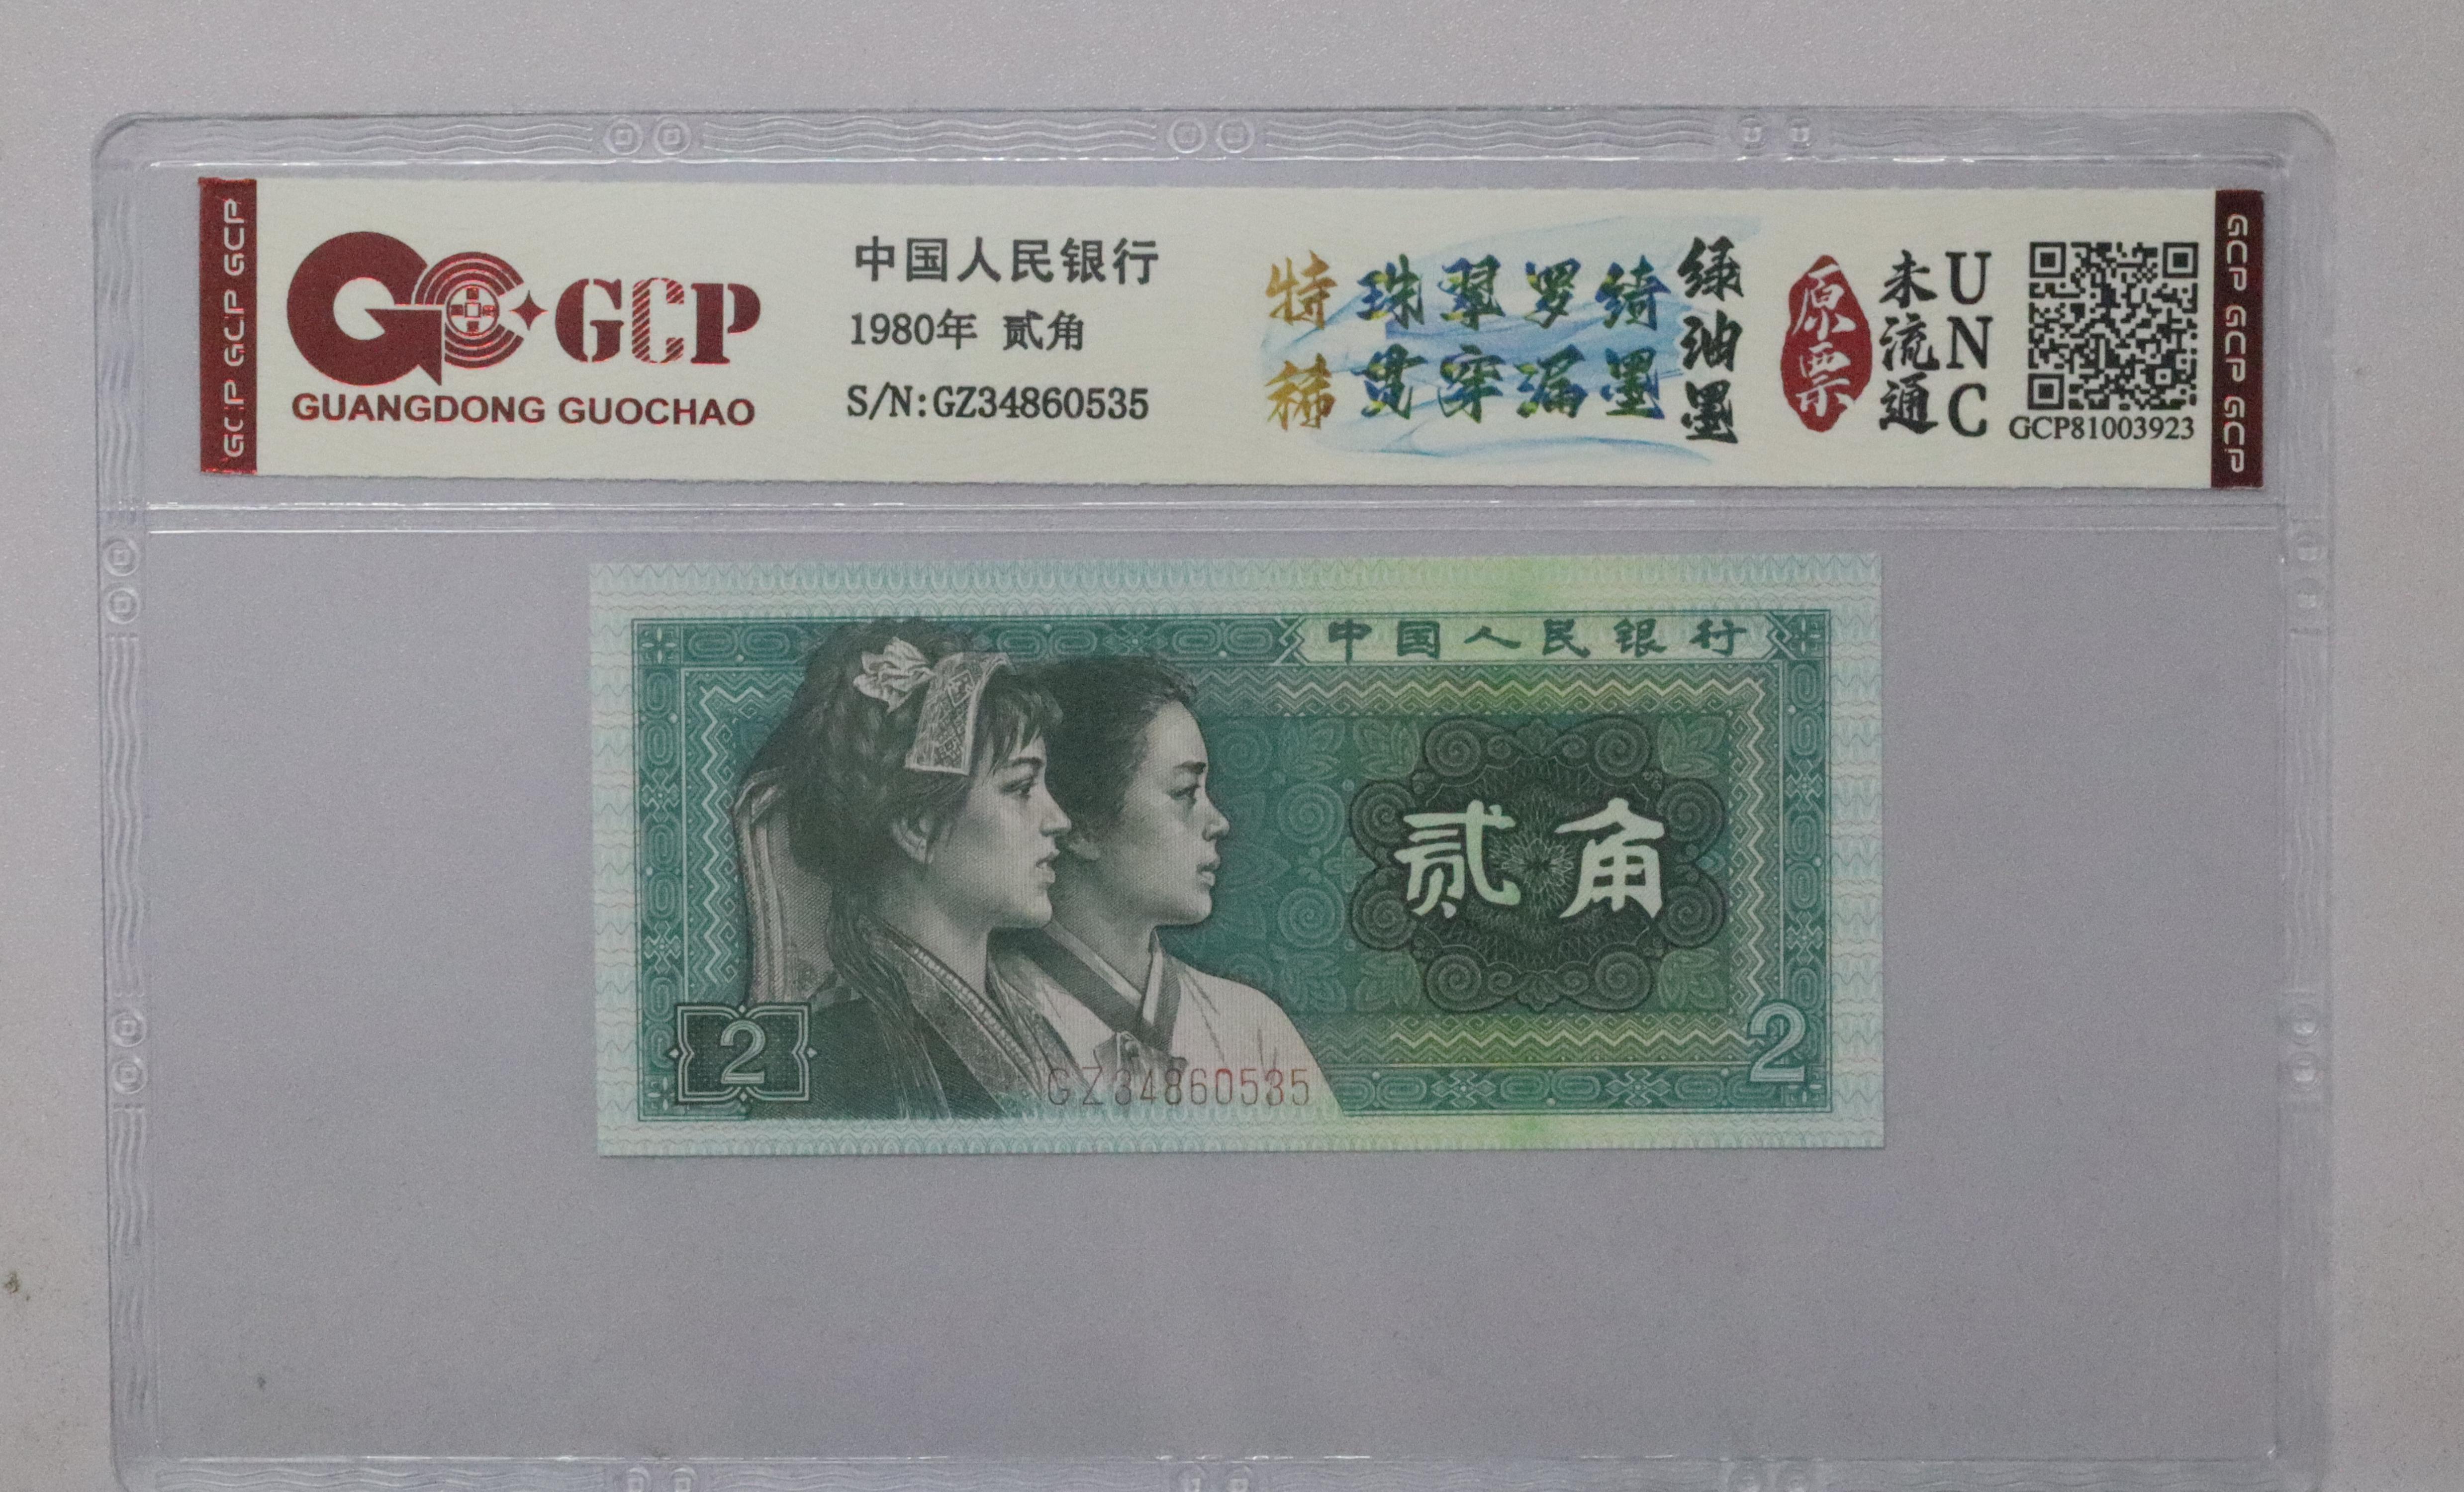 GCP GCP GCP
GCP
GUANGDONG GUOCHAO
中国人民银行
1980年 贰角
S/N:GZ34860535
特稀
珠翠罗绮
贯穿漏墨
绿油墨
原票
未流通
UNC
GCP81003923
GCP GCP GCP
中国人民银行
贰角
2
GZ34860535
2